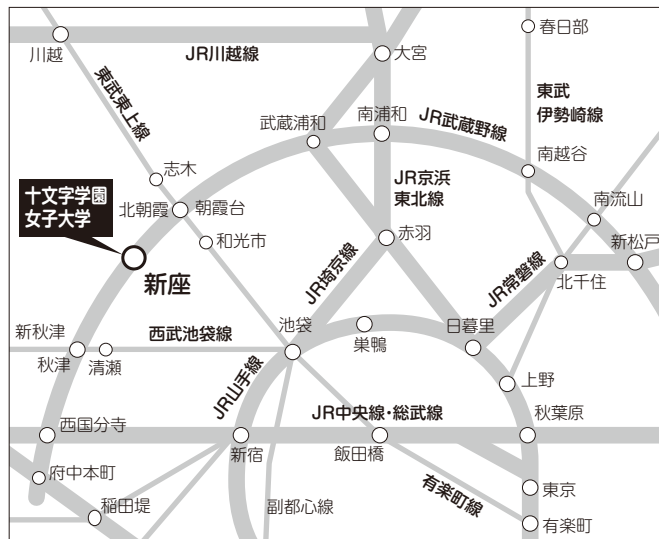 春日部
川越
JR川越線
大宮
東武東上線
東武
伊勢崎線
武蔵浦和
南浦和
JR武蔵野線
南越谷
志木
JR京浜
東北線
十文字学園
女子大学
北朝霞
朝霞台
南流山
和光市
赤羽
新松戸
新座
JR埼京線
JR常磐線
北千住
新秋津
西武池袋線
池袋
巣鴨
日暮里
秋津
清瀬
上野
JR山手線
JR中央線・総武線
秋葉原
西国分寺
新宿
飯田橋
府中本町
有楽町線
東京
稲田堤
副都心線
有楽町